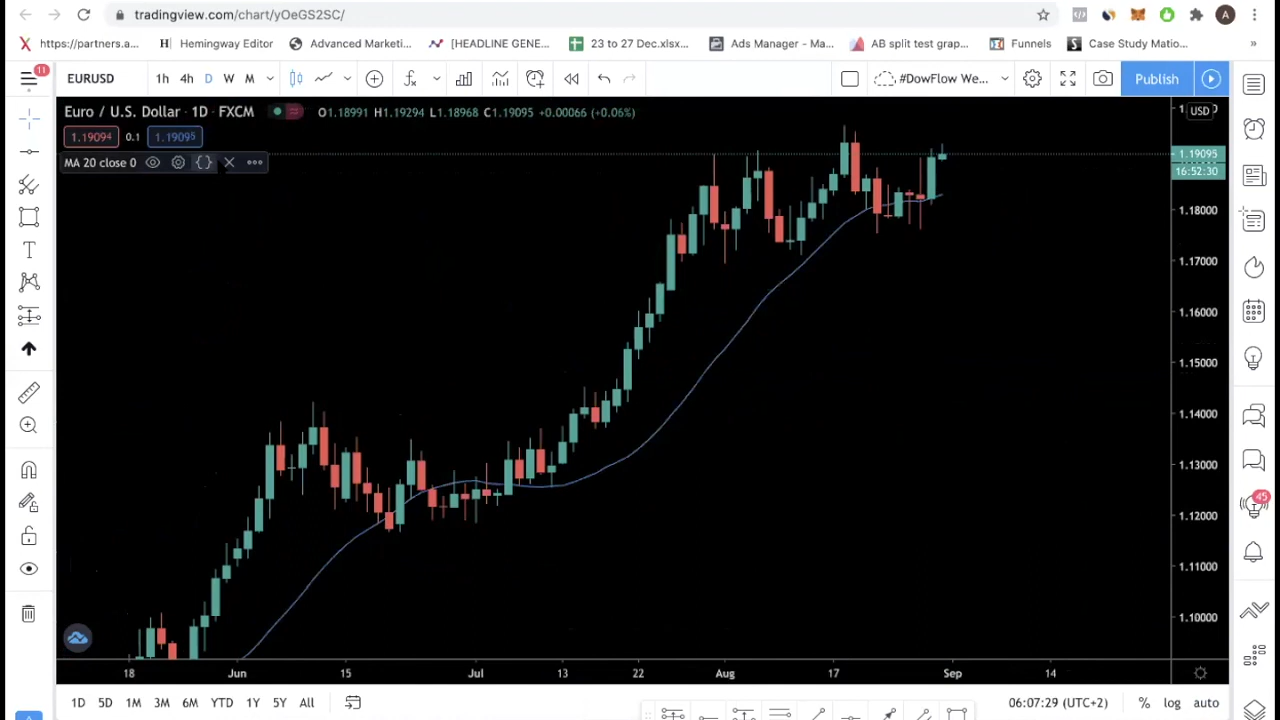 tradingview.com/chart/yOeGS2SC/
A
https://partners.a...
Hemingway Editor
Advanced Marketi...
[HEADLINE GENE...
23 to 27 Dec.xlsx...
Ads Manager - Ma...
AB split test grap...
Funnels
Case Study Matio...
»
11
EURUSD
1h 4h D W M
#DowFlow We...
Publish
Euro / U.S. Dollar · 1D · FXCM
O1.18991 H1.19294 L1.18968 C1.19095 +0.00066 (+0.06%)
USD
1.19094 0.1 1.19095
MA 20 close 0
1.19095
16:52:30
1.18000
1.17000
1.16000
1.15000
1.14000
1.13000
1.12000
1.11000
1.10000
45
18 Jun 15 Jul 13 22 Aug 17 Sep 14
1D 5D 1M 3M 6M YTD 1Y 5Y All
06:07:29 (UTC+2)
% log auto